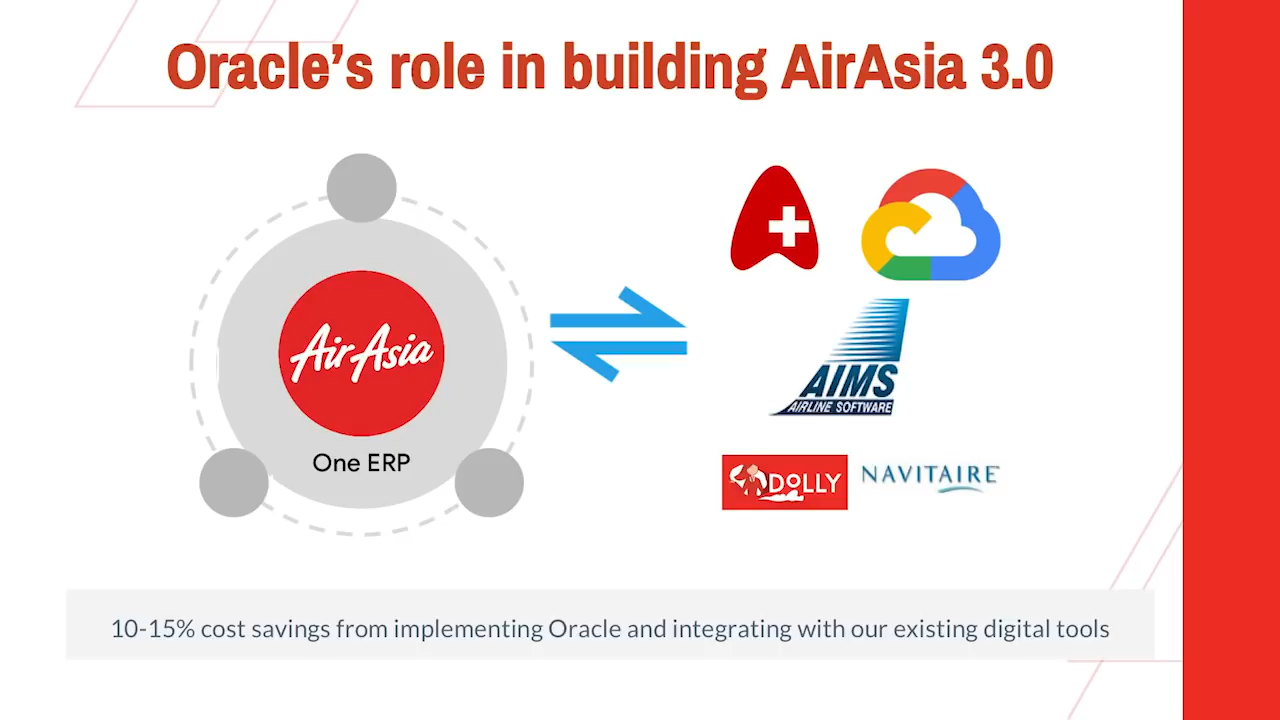 Oracle’s role in building AirAsia 3.0
AirAsia
One ERP
AIMS
AIRLINE SOFTWARE
DOLLY
NAVITAIRE
10-15% cost savings from implementing Oracle and integrating with our existing digital tools